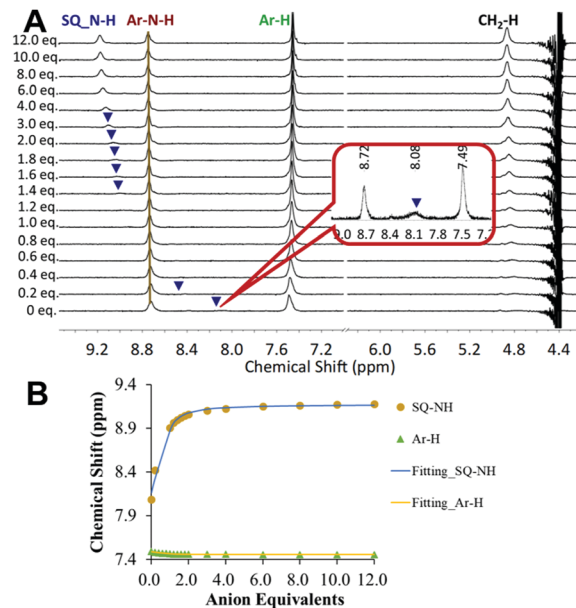 A
SQ_N-H Ar-N-H Ar-H CH₂-H
12.0 eq.
10.0 eq.
8.0 eq.
6.0 eq.
4.0 eq.
3.0 eq.
2.0 eq.
1.8 eq.
1.6 eq.
1.4 eq.
1.2 eq.
1.0 eq.
0.8 eq.
0.6 eq.
0.4 eq.
0.2 eq.
0 eq.
8.72 8.08 7.49
9.0 8.7 8.4 8.1 7.8 7.5
9.2 8.8 8.4 8.0 7.6 7.2 6.0 5.6 5.2 4.8 4.4
Chemical Shift (ppm)
B
Chemical Shift (ppm)
9.4
8.9
8.4
7.9
7.4
0.0 2.0 4.0 6.0 8.0 10.0 12.0
Anion Equivalents
SQ-NH
Ar-H
Fitting_SQ-NH
Fitting_Ar-H